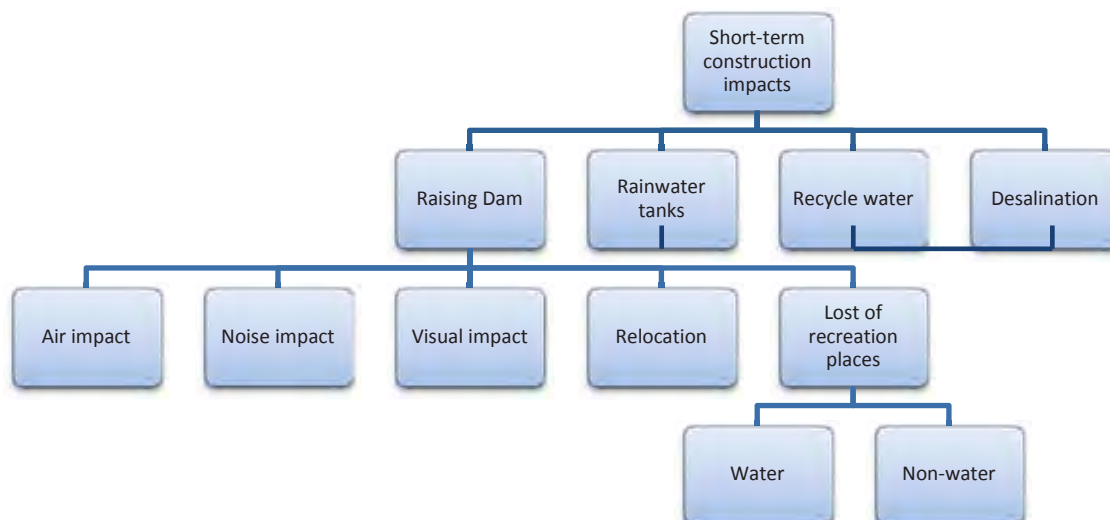 Short-term
construction
impacts
Raising Dam
Rainwater
tanks
Recycle water
Desalination
Air impact
Noise impact
Visual impact
Relocation
Lost of
recreation
places
Water
Non-water